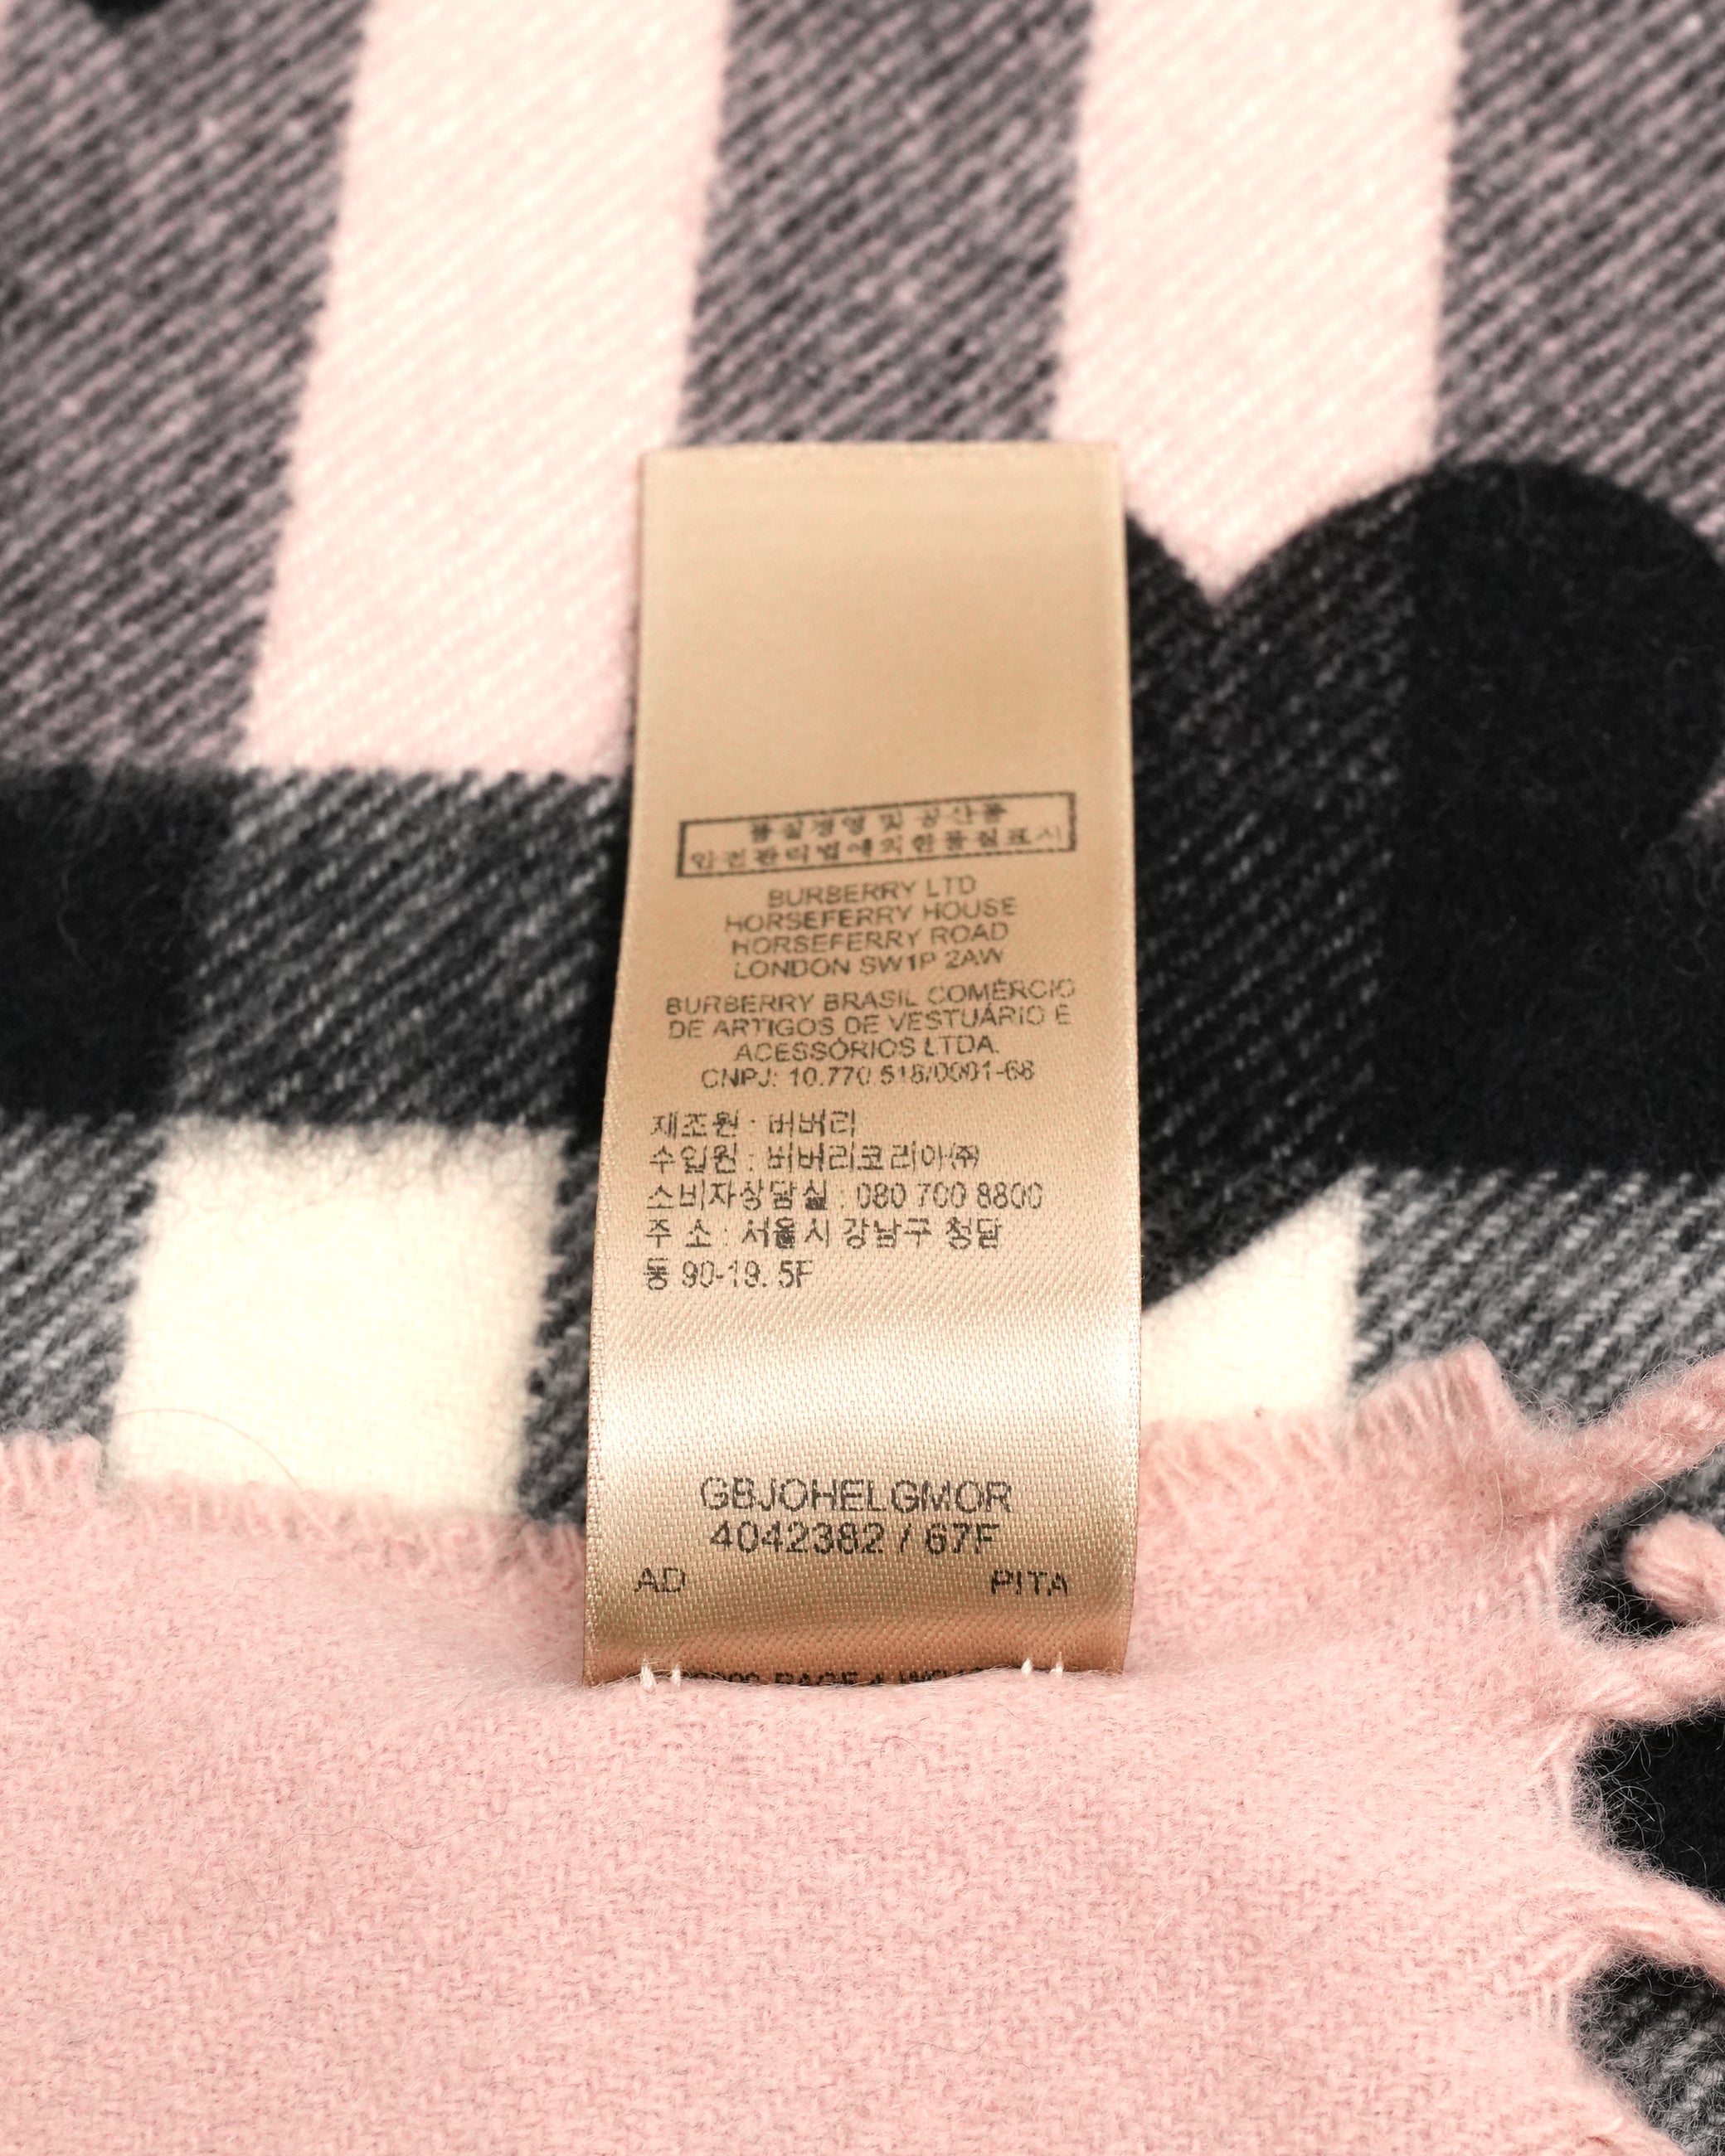 품질경영 및 공산품
안전관리법에의한품질표시
BURBERRY LTD
HORSEFERRY HOUSE
HORSEFERRY ROAD
LONDON SW1P 2AW
BURBERRY BRASIL COMÉRCIO
DE ARTIGOS DE VESTUÁRIO E
ACESSÓRIOS LTDA.
CNPJ: 10.770.518/0001-68
제조원 : 버버리
수입원 : 버버리코리아㈜
소비자상담실 : 080 700 8800
주 소 : 서울시 강남구 청담
동 90-19. 5F
GBJOHELGMOR
4042382 / 67F
AD PITA